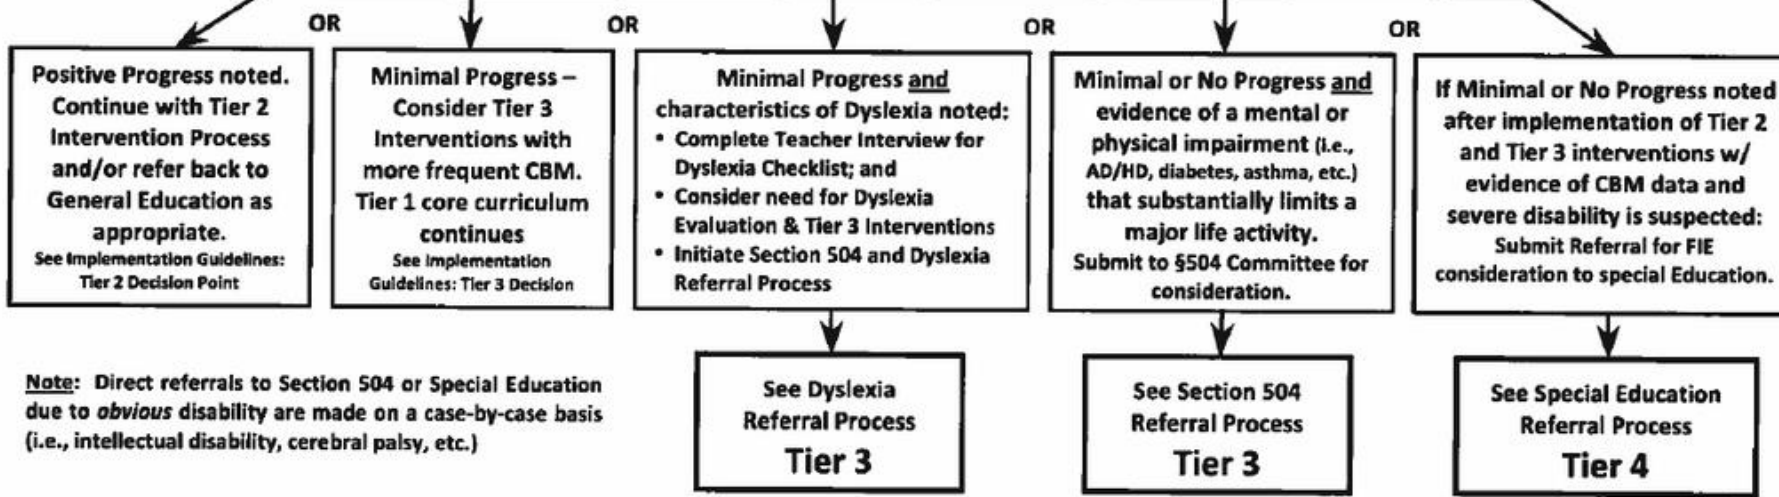 OR
OR
OR
OR
Positive Progress noted.
Continue with Tier 2
Intervention Process
and/or refer back to
General Education as
appropriate.
See Implementation Guidelines:
Tier 2 Decision Point
Minimal Progress –
Consider Tier 3
Interventions with
more frequent CBM.
Tier 1 core curriculum
continues
See Implementation
Guidelines: Tier 3 Decision
Minimal Progress and
characteristics of Dyslexia noted:
• Complete Teacher Interview for
Dyslexia Checklist; and
• Consider need for Dyslexia
Evaluation & Tier 3 Interventions
• Initiate Section 504 and Dyslexia
Referral Process
Minimal or No Progress and
evidence of a mental or
physical impairment (i.e.,
AD/HD, diabetes, asthma, etc.)
that substantially limits a
major life activity.
Submit to §504 Committee for
consideration.
If Minimal or No Progress noted
after implementation of Tier 2
and Tier 3 interventions w/
evidence of CBM data and
severe disability is suspected:
Submit Referral for FIE
consideration to special Education.
Note: Direct referrals to Section 504 or Special Education
due to obvious disability are made on a case-by-case basis
(i.e., intellectual disability, cerebral palsy, etc.)
See Dyslexia
Referral Process
Tier 3
See Section 504
Referral Process
Tier 3
See Special Education
Referral Process
Tier 4